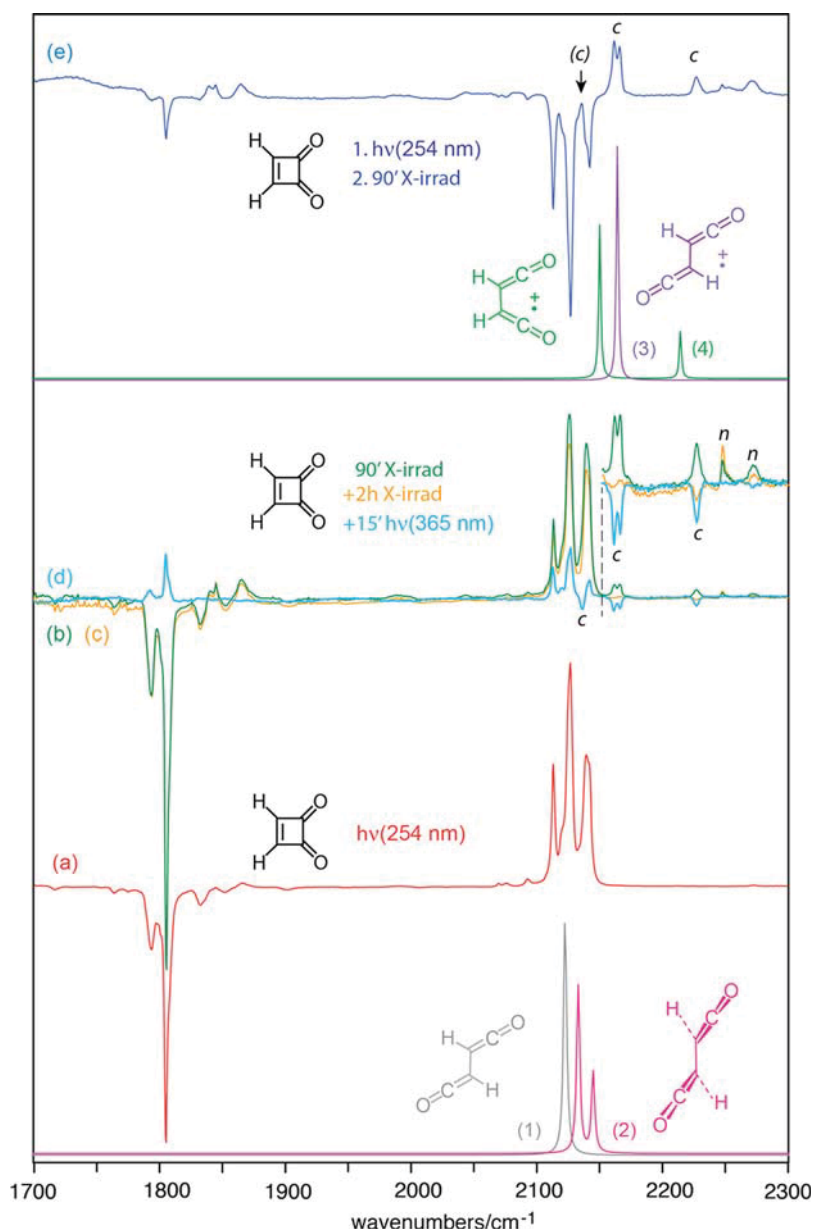 (e)
c
(c)
c
H
O
H
O
1. hν(254 nm)
2. 90' X-irrad
H
C
O
H
C
O
+
•
H
C
O
O
C
H
+
•
(3)
(4)
H
O
H
O
90' X-irrad
+2h X-irrad
+15' hν(365 nm)
n
n
c
c
(d)
c
(b) (c)
H
O
H
O
hν(254 nm)
(a)
H
C
O
O
C
H
(1)
H
C
O
O
C
H
(2)
1700 1800 1900 2000 2100 2200 2300
wavenumbers/cm⁻¹